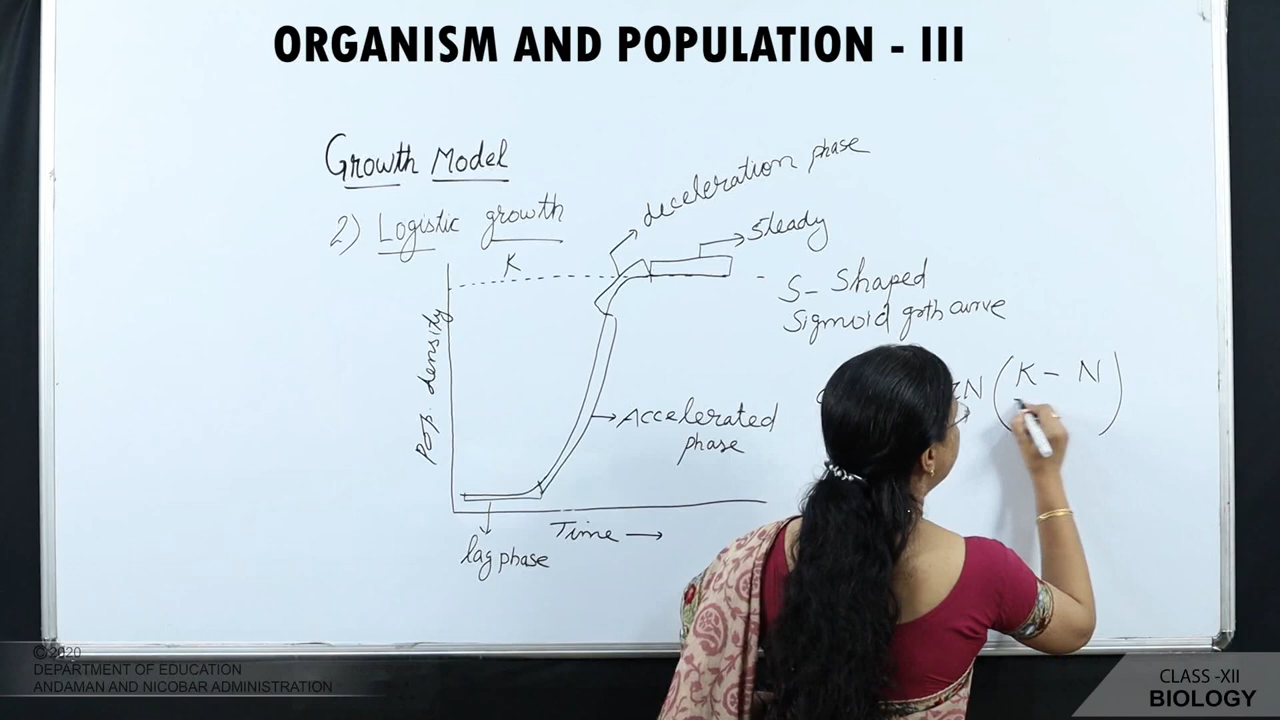 ORGANISM AND POPULATION - III
Growth Model
2) Logistic growth
K
deceleration phase
Steady
S- Shaped
Sigmoid goth curve
Pop. density
N ( K - N )
Accelerated
phase
Time →
lag phase
© 2020
DEPARTMENT OF EDUCATION
ANDAMAN AND NICOBAR ADMINISTRATION
CLASS -XII
BIOLOGY